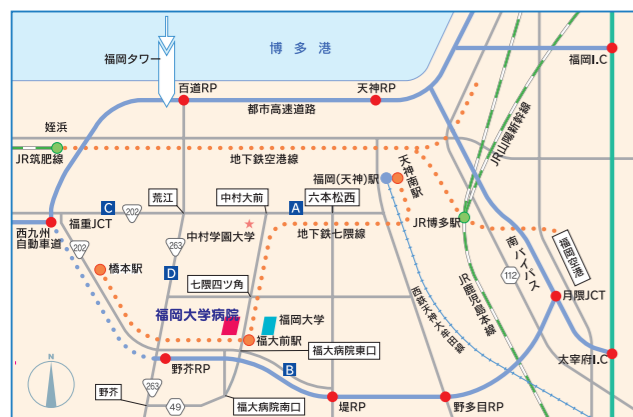 博多港
福岡タワー
福岡I.C
百道RP
天神RP
都市高速道路
姪浜
JR筑肥線
地下鉄空港線
JR山陽新幹線
福岡(天神)駅
天神南駅
荒江
中村大前
六本松西
C
202
A
西九州
自動車道
福重JCT
中村学園大学
地下鉄七隈線
JR博多駅
福岡空港
202
263
南バイパス
橋本駅
D
112
七隈四ツ角
西鉄天神大牟田線
JR鹿児島本線
月隈JCT
福岡大学病院
福岡大学
福大前駅
福大病院東口
太宰府I.C
野芥RP
B
N
263
野芥
49
福大病院南口
堤RP
野多目RP